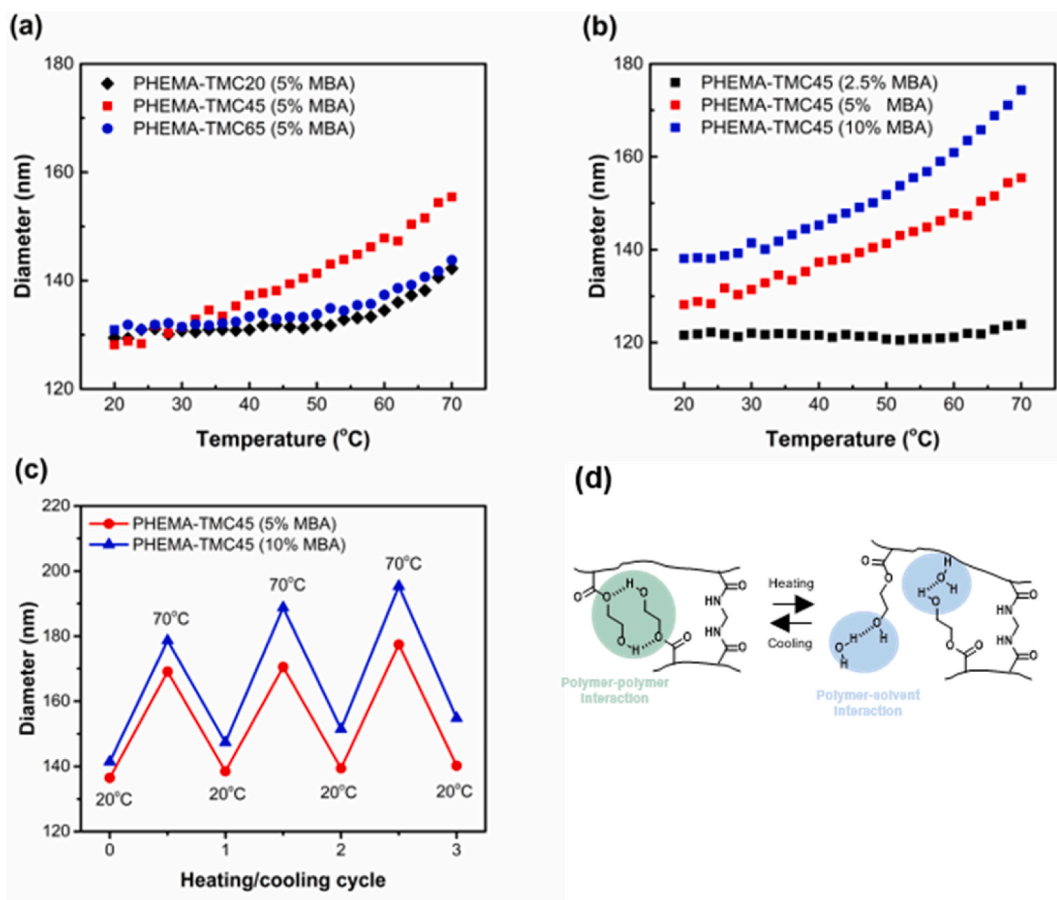 (a)
180
160
140
120
Diameter (nm)
PHEMA-TMC20 (5% MBA)
PHEMA-TMC45 (5% MBA)
PHEMA-TMC65 (5% MBA)
20 30 40 50 60 70
Temperature (°C)
(b)
180
160
140
120
Diameter (nm)
PHEMA-TMC45 (2.5% MBA)
PHEMA-TMC45 (5% MBA)
PHEMA-TMC45 (10% MBA)
20 30 40 50 60 70
Temperature (°C)
(c)
220
200
180
160
140
120
Diameter (nm)
PHEMA-TMC45 (5% MBA)
PHEMA-TMC45 (10% MBA)
70°C
70°C
70°C
20°C
20°C
20°C
20°C
0 1 2 3
Heating/cooling cycle
(d)
O
O
H
O
O
H
O
O
HN
HN
O
O
Heating
Cooling
O
O
O
H
O
H
H
O
H
O
H
H
O
O
O
O
HN
NH
O
Polymer-polymer
Interaction
Polymer-solvent
Interaction